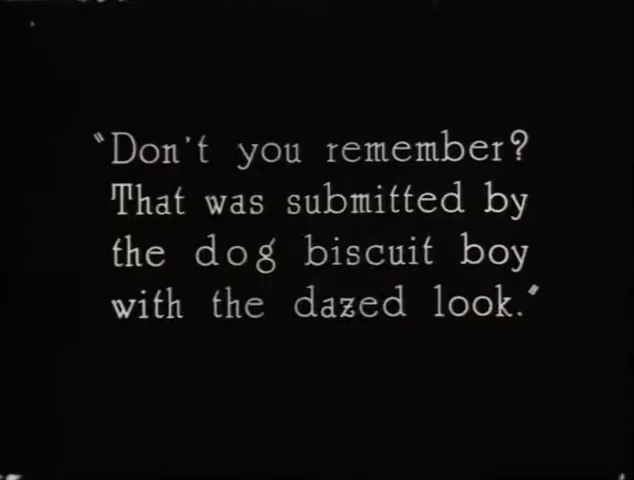 "Don't you remember?
That was submitted by
the dog biscuit boy
with the dazed look."